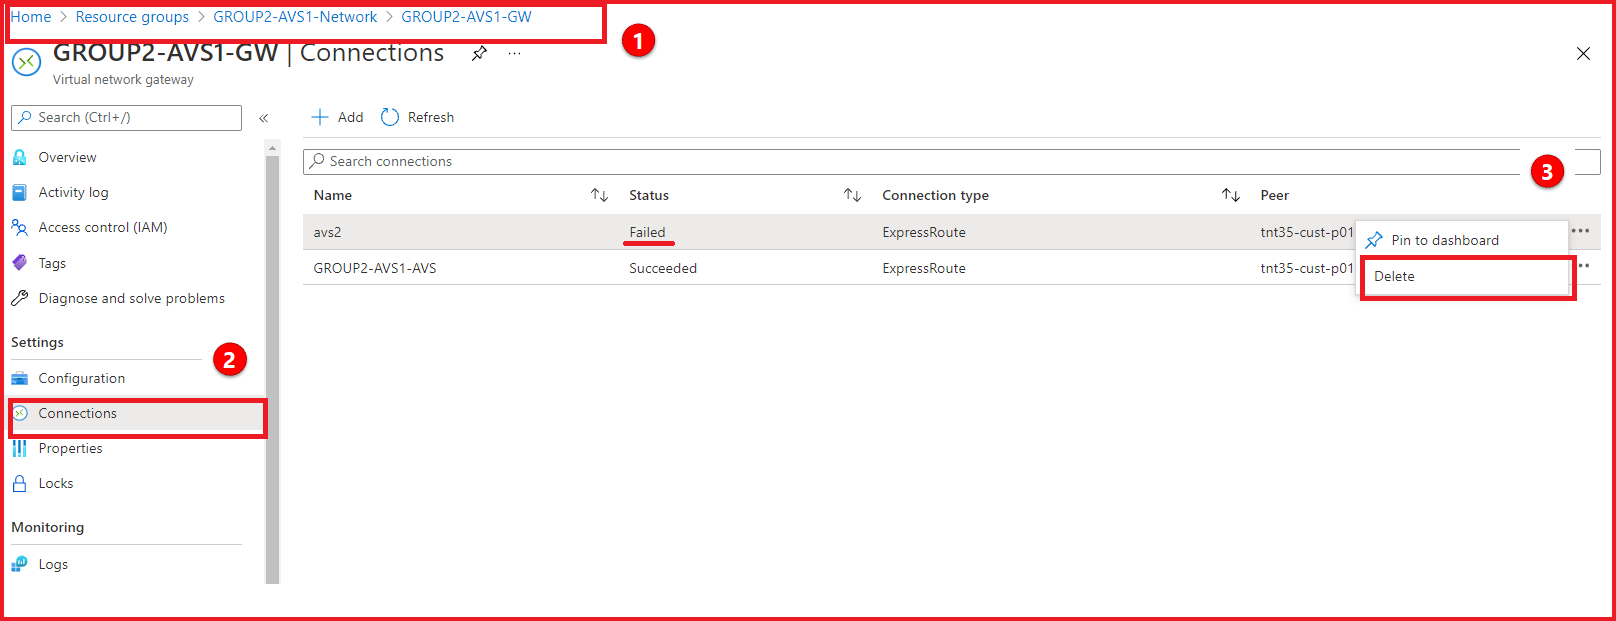 Home > Resource groups > GROUP2-AVS1-Network > GROUP2-AVS1-GW
1
GROUP2-AVS1-GW | Connections
...
Virtual network gateway
Search (Ctrl+/)
«
Add
Refresh
Overview
Search connections
3
Activity log
Name
Status
Connection type
Peer
Access control (IAM)
avs2
Failed
ExpressRoute
tnt35-cust-p01
Pin to dashboard
...
Tags
GROUP2-AVS1-AVS
Succeeded
ExpressRoute
tnt35-cust-p01
Delete
Diagnose and solve problems
Settings
2
Configuration
Connections
Properties
Locks
Monitoring
Logs